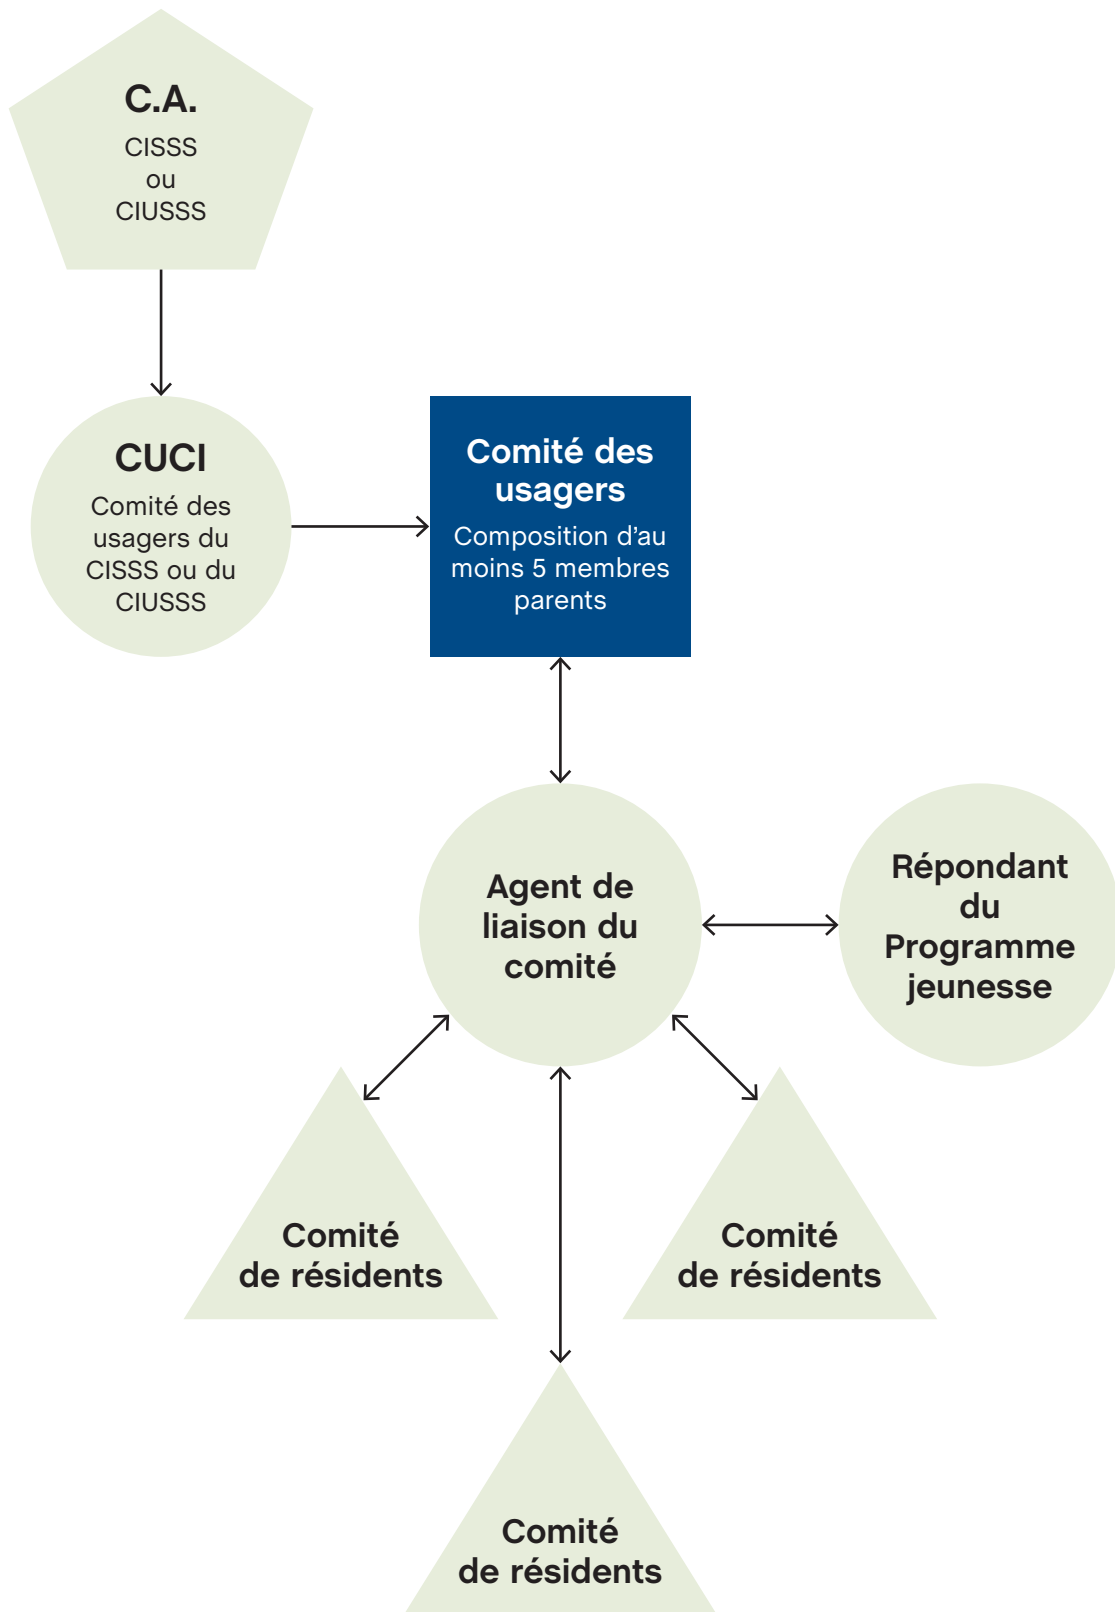 C.A.
CISSS
ou
CIUSSS
CUCI
Comité des
usagers du
CISSS ou du
CIUSSS
Comité des
usagers
Composition d’au
moins 5 membres
parents
Agent de
liaison du
comité
Répondant
du
Programme
jeunesse
Comité
de résidents
Comité
de résidents
Comité
de résidents